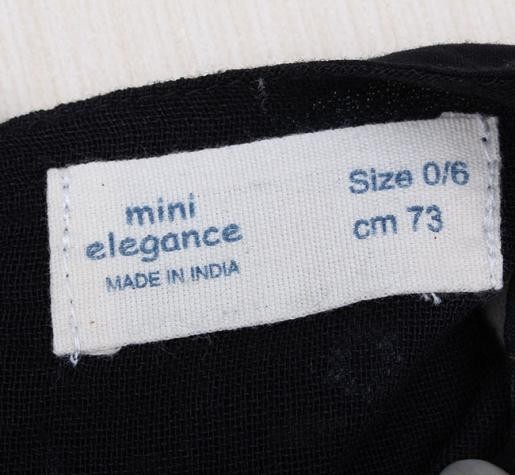 mini
elegance
MADE IN INDIA
Size 0/6
cm 73